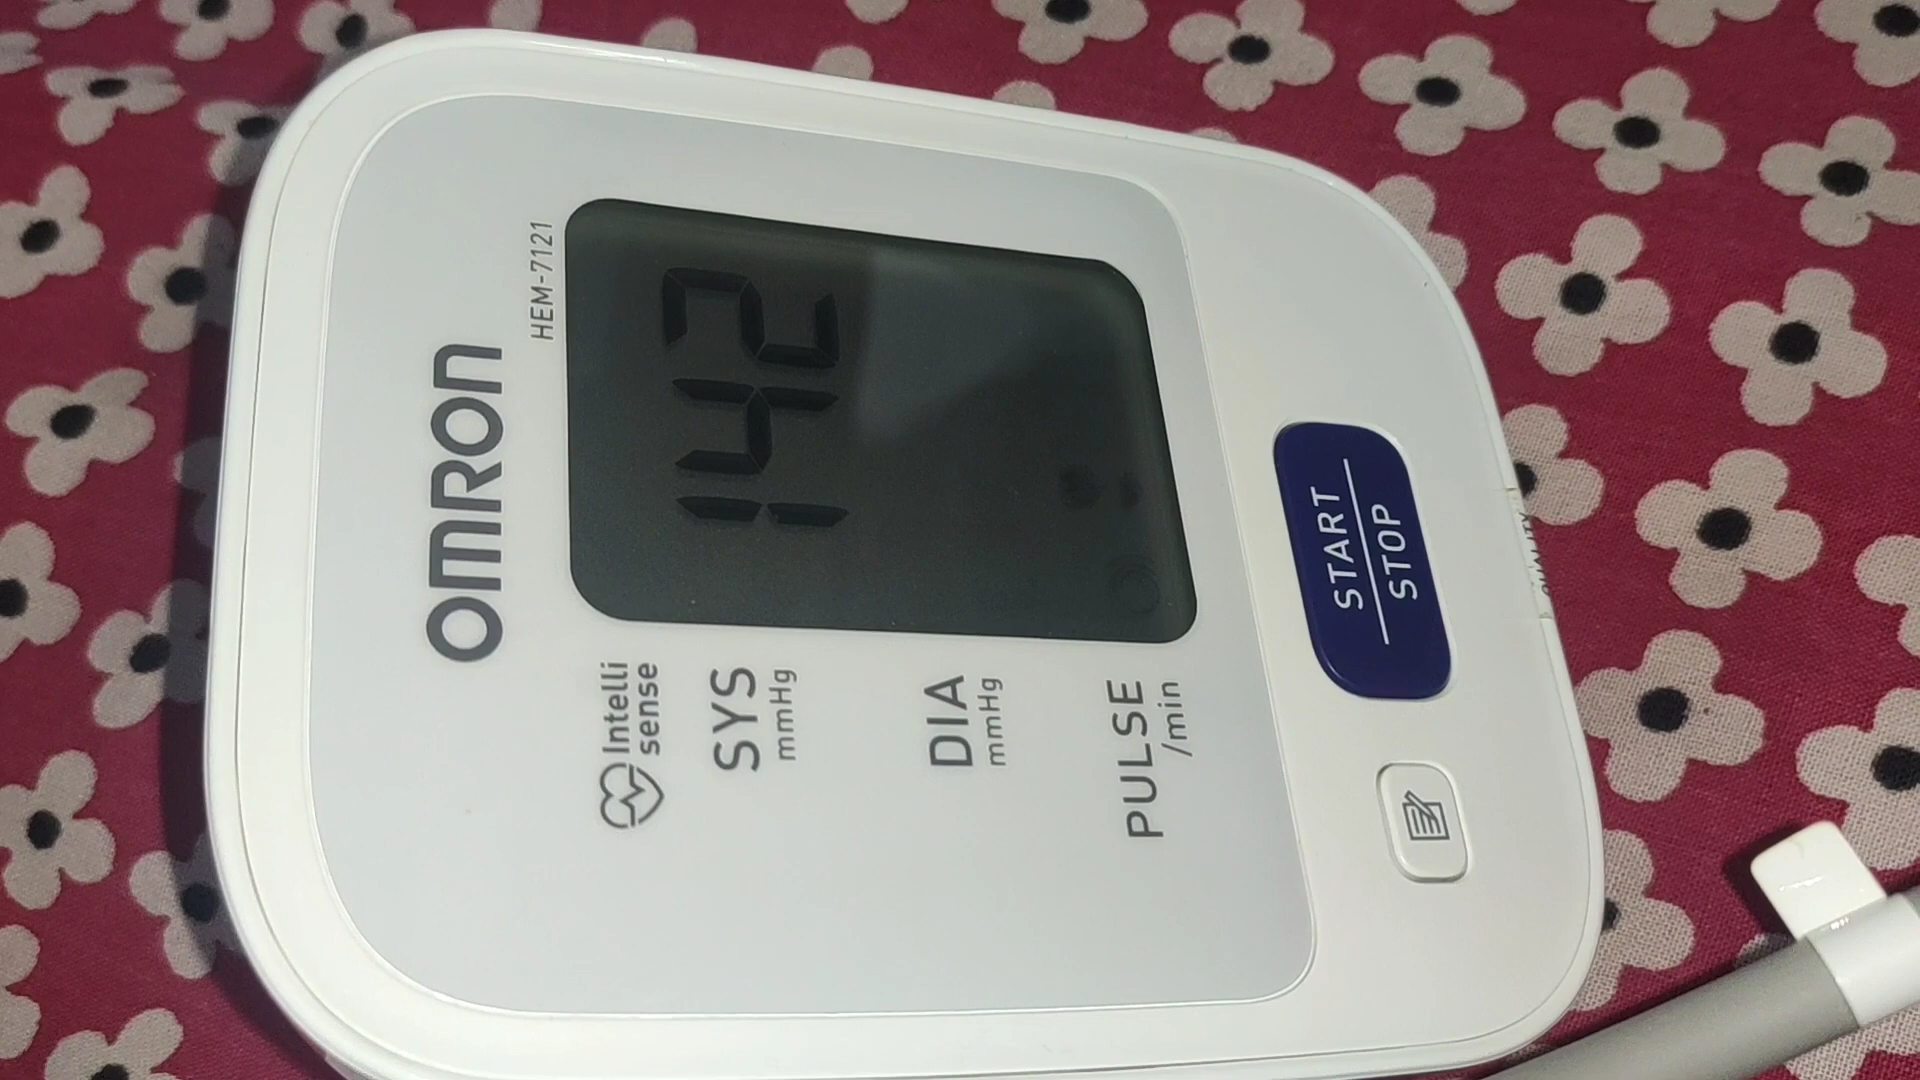 OMRON
HEM-7121
Intelli
sense
142
SYS
mmHg
DIA
mmHg
PULSE
/min
START
STOP